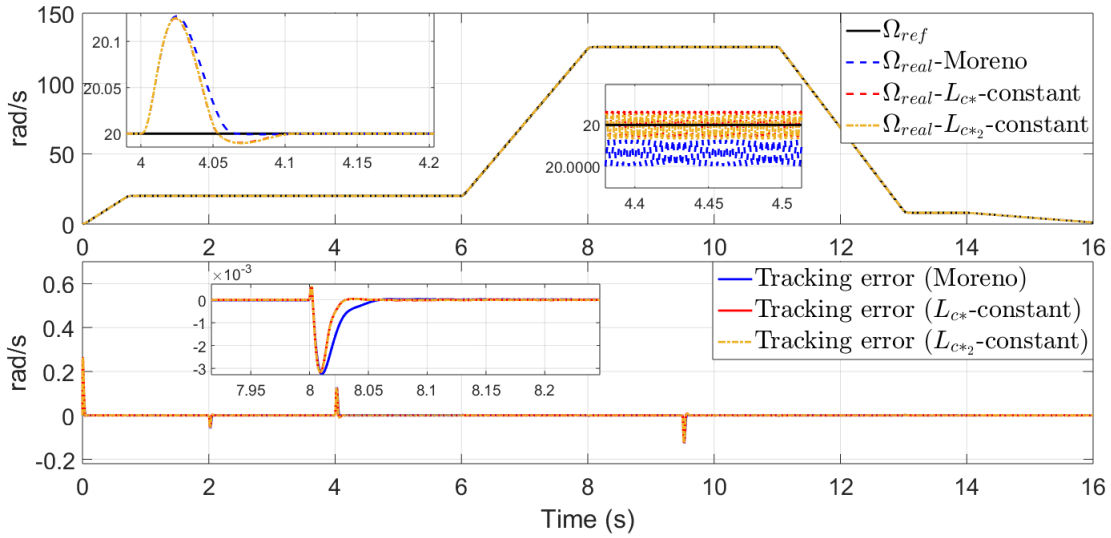 150
100
50
0
rad/s
20.1
20.05
20
4
4.05
4.1
4.15
4.2
20
20.0000
4.4
4.45
4.5
Ω_ref
Ω_real-Moreno
Ω_real-L_c*-constant
Ω_real-L_c*₂-constant
0 2 4 6 8 10 12 14 16
0.6
0.4
0.2
0
-0.2
rad/s
×10⁻³
0
-1
-2
-3
7.95 8 8.05 8.1 8.15 8.2
Tracking error (Moreno)
Tracking error (L_c*-constant)
Tracking error (L_c*₂-constant)
0 2 4 6 8 10 12 14 16
Time (s)